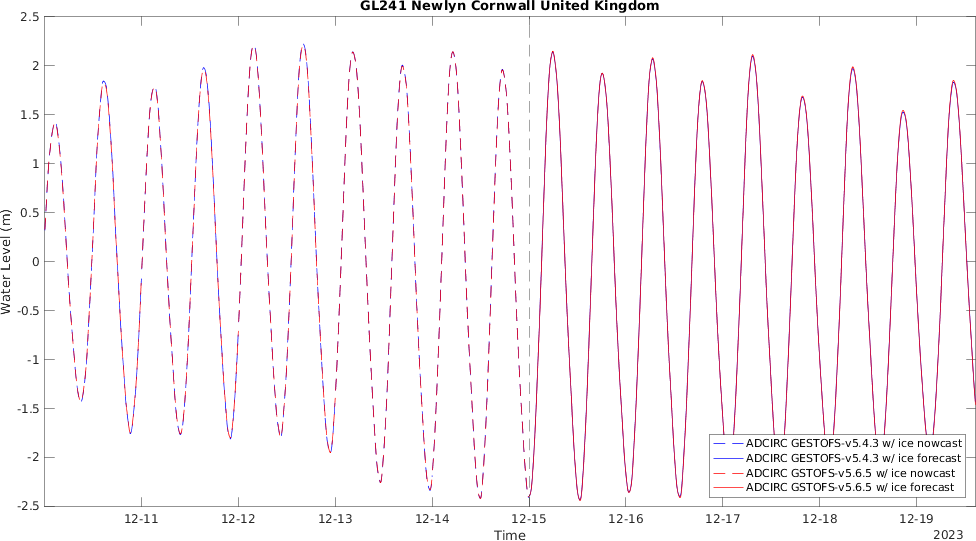 GL241 Newlyn Cornwall United Kingdom
Water Level (m)
2.5
2
1.5
1
0.5
0
-0.5
-1
-1.5
-2
-2.5
ADCIRC GESTOFS-v5.4.3 w/ ice nowcast
ADCIRC GESTOFS-v5.4.3 w/ ice forecast
ADCIRC GSTOFS-v5.6.5 w/ ice nowcast
ADCIRC GSTOFS-v5.6.5 w/ ice forecast
12-11 12-12 12-13 12-14 12-15 12-16 12-17 12-18 12-19
Time
2023